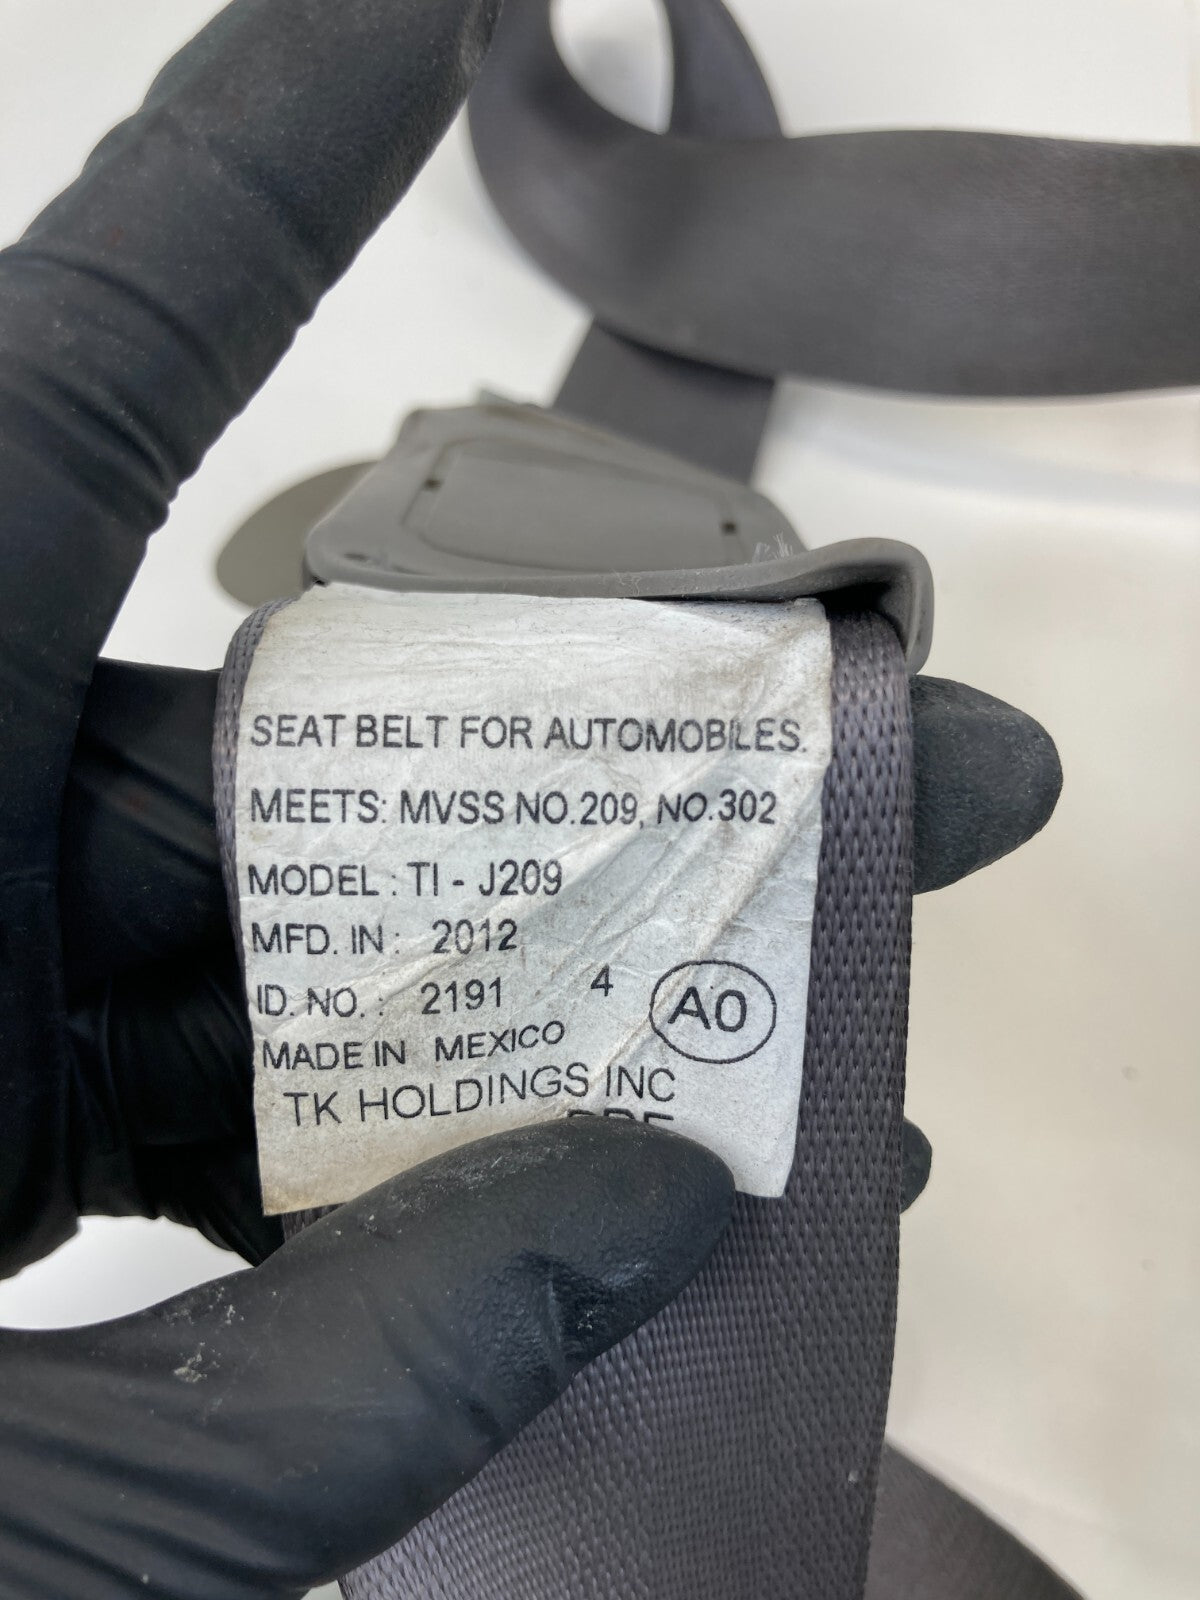 SEAT BELT FOR AUTOMOBILES.
MEETS: MVSS NO.209, NO.302
MODEL : TI - J209
MFD. IN : 2012
ID. NO. : 2191 4 A0
MADE IN MEXICO
TK HOLDINGS INC